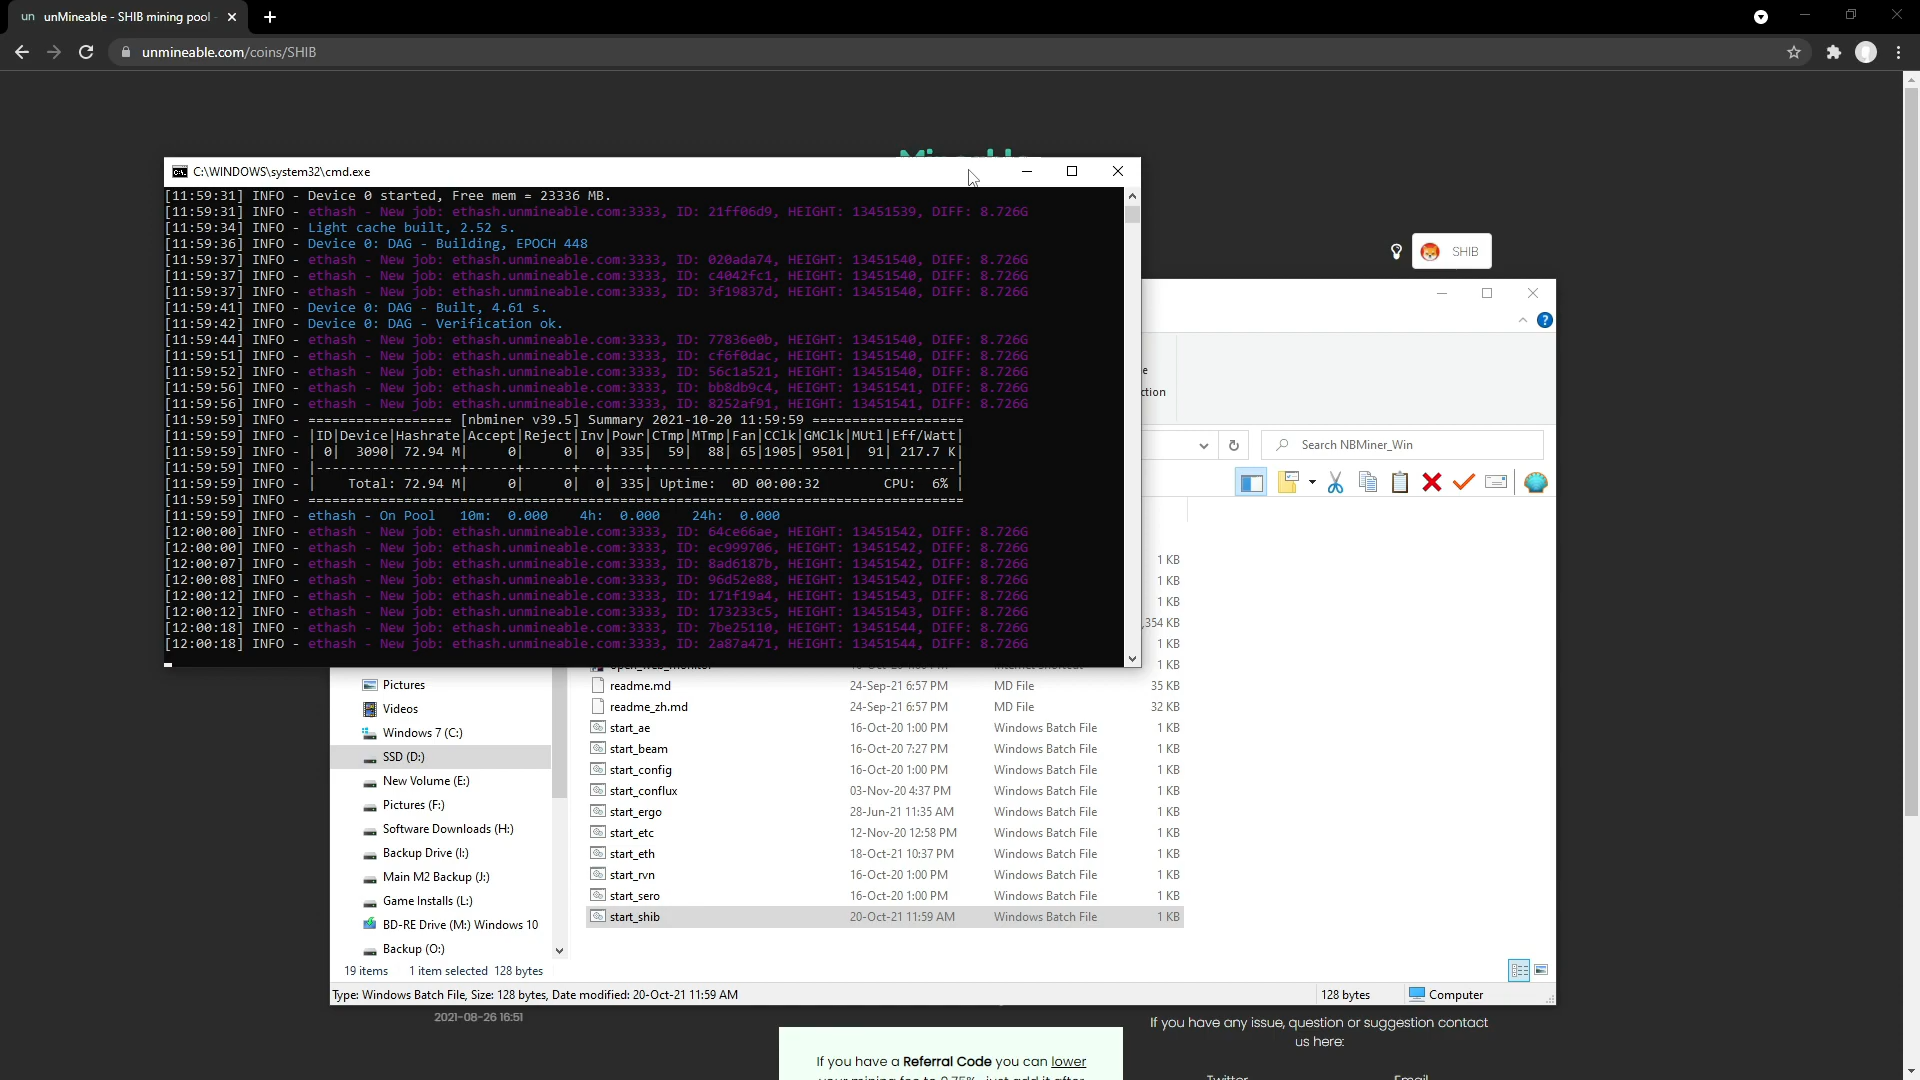 unMineable - SHIB mining pool
unmineable.com/coins/SHIB
C:\WINDOWS\system32\cmd.exe
[11:59:31] INFO - Device 0 started, Free mem = 23336 MB.
[11:59:31] INFO - ethash - New job: ethash.unmineable.com:3333, ID: 21ff06d9, HEIGHT: 13451539, DIFF: 8.726G
[11:59:34] INFO - Light cache built, 2.52 s.
[11:59:36] INFO - Device 0: DAG - Building, EPOCH 448
[11:59:37] INFO - ethash - New job: ethash.unmineable.com:3333, ID: 020ada74, HEIGHT: 13451540, DIFF: 8.726G
[11:59:37] INFO - ethash - New job: ethash.unmineable.com:3333, ID: c4042fc1, HEIGHT: 13451540, DIFF: 8.726G
[11:59:37] INFO - ethash - New job: ethash.unmineable.com:3333, ID: 3f19837d, HEIGHT: 13451540, DIFF: 8.726G
[11:59:41] INFO - Device 0: DAG - Built, 4.61 s.
[11:59:42] INFO - Device 0: DAG - Verification ok.
[11:59:44] INFO - ethash - New job: ethash.unmineable.com:3333, ID: 77836e0b, HEIGHT: 13451540, DIFF: 8.726G
[11:59:51] INFO - ethash - New job: ethash.unmineable.com:3333, ID: cf6f0dac, HEIGHT: 13451540, DIFF: 8.726G
[11:59:52] INFO - ethash - New job: ethash.unmineable.com:3333, ID: 56c1a521, HEIGHT: 13451540, DIFF: 8.726G
[11:59:56] INFO - ethash - New job: ethash.unmineable.com:3333, ID: bb8db9c4, HEIGHT: 13451541, DIFF: 8.726G
[11:59:56] INFO - ethash - New job: ethash.unmineable.com:3333, ID: 8252af91, HEIGHT: 13451541, DIFF: 8.726G
[11:59:59] INFO - ================== [nbminer v39.5] Summary 2021-10-20 11:59:59 ===================
[11:59:59] INFO - |ID|Device|Hashrate|Accept|Reject|Inv|Powr|CTmp|MTmp|Fan|CClk|GMClk|MUtl|Eff/Watt|
[11:59:59] INFO - | 0|  3090| 72.94 M|     0|     0|  0| 335|  59|  88| 65|1905| 9501|  91| 217.7 K|
[11:59:59] INFO - |-------------------+------+------+---+----+--------------------------------------|
[11:59:59] INFO - |    Total: 72.94 M|     0|     0|  0| 335| Uptime:  0D 00:00:32        CPU:  6% |
[11:59:59] INFO - ==================================================================================
[11:59:59] INFO - ethash - On Pool   10m:  0.000    4h:  0.000    24h:  0.000
[12:00:00] INFO - ethash - New job: ethash.unmineable.com:3333, ID: 64ce66ae, HEIGHT: 13451542, DIFF: 8.726G
[12:00:00] INFO - ethash - New job: ethash.unmineable.com:3333, ID: ec999706, HEIGHT: 13451542, DIFF: 8.726G
[12:00:07] INFO - ethash - New job: ethash.unmineable.com:3333, ID: 8ad6187b, HEIGHT: 13451542, DIFF: 8.726G
[12:00:08] INFO - ethash - New job: ethash.unmineable.com:3333, ID: 96d52e88, HEIGHT: 13451542, DIFF: 8.726G
[12:00:12] INFO - ethash - New job: ethash.unmineable.com:3333, ID: 171f19a4, HEIGHT: 13451543, DIFF: 8.726G
[12:00:12] INFO - ethash - New job: ethash.unmineable.com:3333, ID: 173233c5, HEIGHT: 13451543, DIFF: 8.726G
[12:00:18] INFO - ethash - New job: ethash.unmineable.com:3333, ID: 7be25110, HEIGHT: 13451544, DIFF: 8.726G
[12:00:18] INFO - ethash - New job: ethash.unmineable.com:3333, ID: 2a87a471, HEIGHT: 13451544, DIFF: 8.726G
SHIB
e
ction
Search NBMiner_Win
1 KB
1 KB
1 KB
,354 KB
1 KB
1 KB
Pictures
Videos
Windows 7 (C:)
SSD (D:)
New Volume (E:)
Pictures (F:)
Software Downloads (H:)
Backup Drive (I:)
Main M2 Backup (J:)
Game Installs (L:)
BD-RE Drive (M:) Windows 10
Backup (O:)
readme.md 24-Sep-21 6:57 PM MD File 35 KB
readme_zh.md 24-Sep-21 6:57 PM MD File 32 KB
start_ae 16-Oct-20 1:00 PM Windows Batch File 1 KB
start_beam 16-Oct-20 7:27 PM Windows Batch File 1 KB
start_config 16-Oct-20 1:00 PM Windows Batch File 1 KB
start_conflux 03-Nov-20 4:37 PM Windows Batch File 1 KB
start_ergo 28-Jun-21 11:35 AM Windows Batch File 1 KB
start_etc 12-Nov-20 12:58 PM Windows Batch File 1 KB
start_eth 18-Oct-21 10:37 PM Windows Batch File 1 KB
start_rvn 16-Oct-20 1:00 PM Windows Batch File 1 KB
start_sero 16-Oct-20 1:00 PM Windows Batch File 1 KB
start_shib 20-Oct-21 11:59 AM Windows Batch File 1 KB
19 items 1 item selected 128 bytes
Type: Windows Batch File, Size: 128 bytes, Date modified: 20-Oct-21 11:59 AM 128 bytes Computer
2021-08-26 16:51
If you have any issue, question or suggestion contact
us here:
If you have a Referral Code you can lower